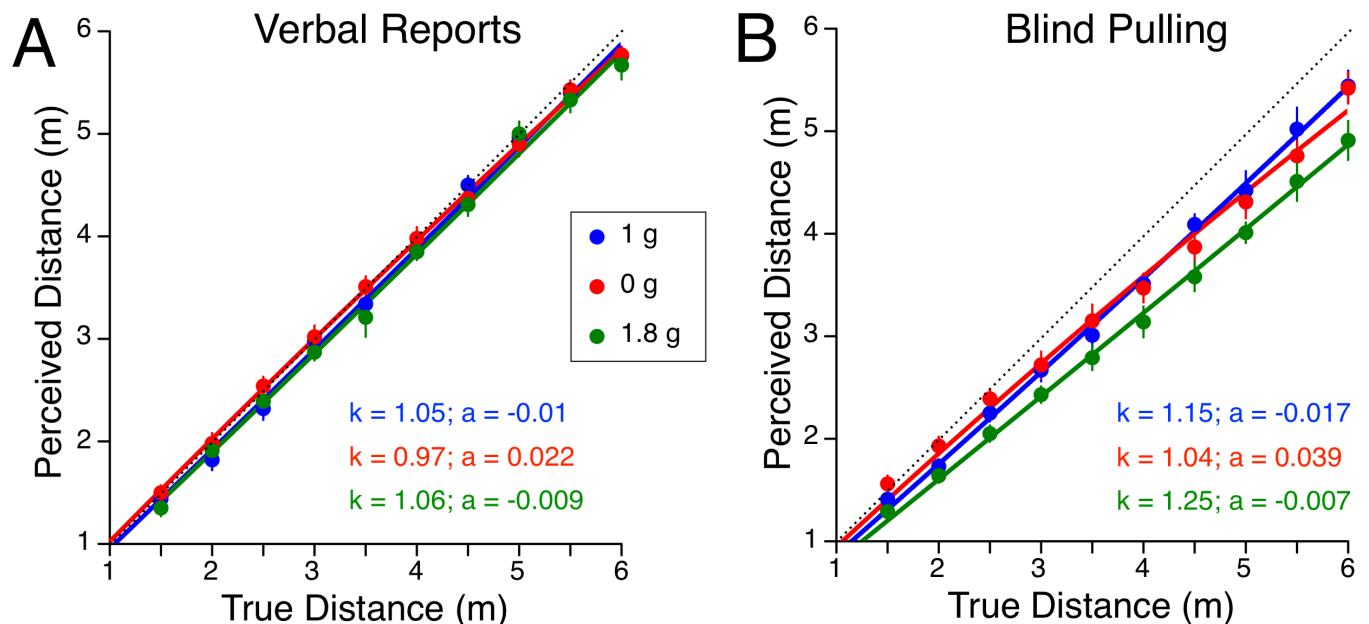 A
Verbal Reports
Perceived Distance (m)
6
5
4
3
2
1
1 g
0 g
1.8 g
k = 1.05; a = -0.01
k = 0.97; a = 0.022
k = 1.06; a = -0.009
1 2 3 4 5 6
True Distance (m)
B
Blind Pulling
Perceived Distance (m)
6
5
4
3
2
1
k = 1.15; a = -0.017
k = 1.04; a = 0.039
k = 1.25; a = -0.007
1 2 3 4 5 6
True Distance (m)